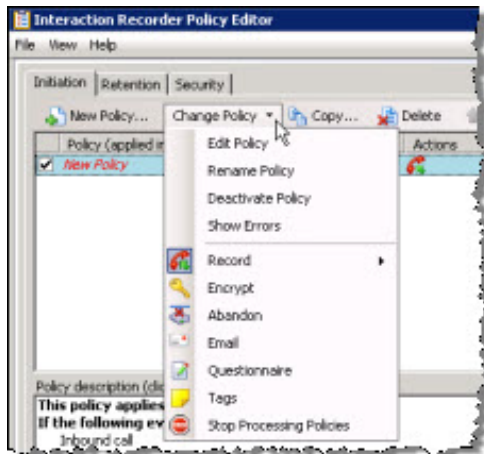 Interaction Recorder Policy Editor
File View Help
Initiation Retention Security
New Policy... Change Policy Copy... Delete
Policy (applied in Actions
New Policy
Edit Policy
Rename Policy
Deactivate Policy
Show Errors
Record
Encrypt
Abandon
Email
Questionnaire
Tags
Stop Processing Policies
Policy description (clic
This policy applies
If the following ev
Inbound call